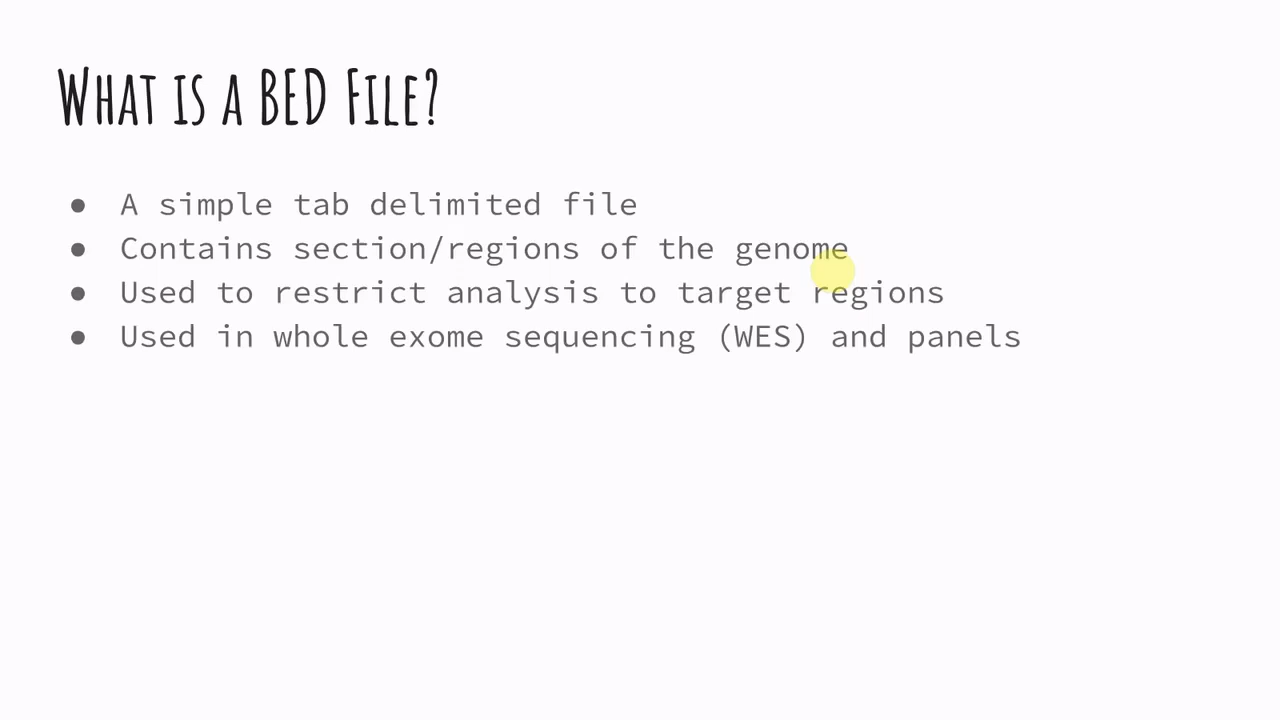 What is a BED File?
● A simple tab delimited file
● Contains section/regions of the genome
● Used to restrict analysis to target regions
● Used in whole exome sequencing (WES) and panels